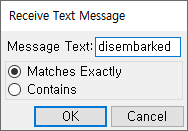 Receive Text Message
Message Text: disembarked
Matches Exactly
Contains
OK Cancel